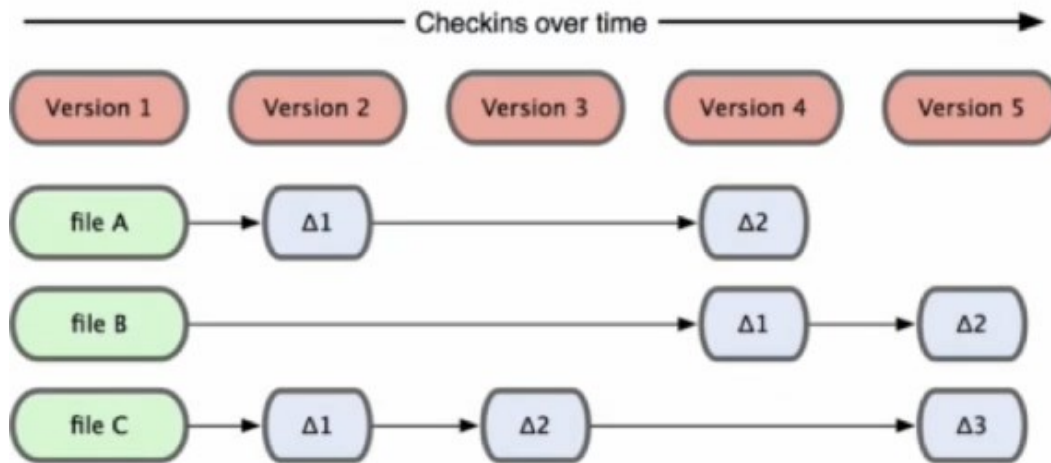 Checkins over time
Version 1 Version 2 Version 3 Version 4 Version 5
file A Δ1 Δ2
file B Δ1 Δ2
file C Δ1 Δ2 Δ3